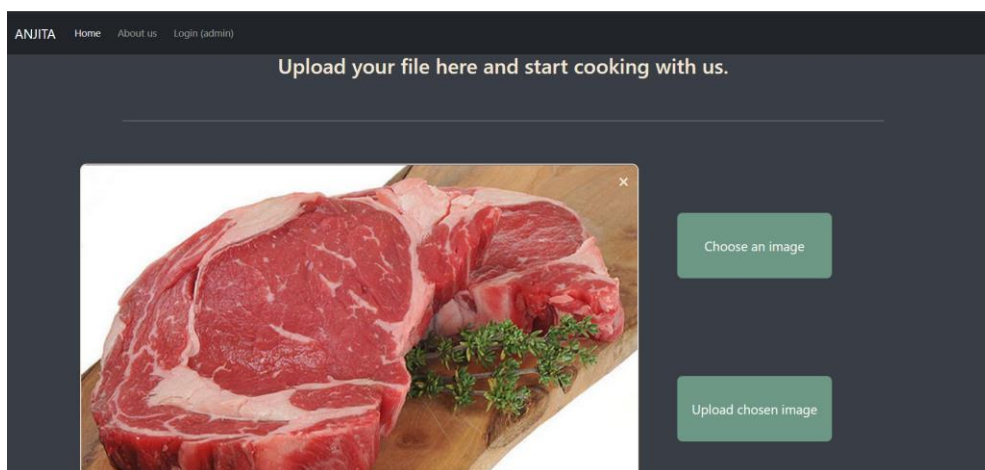 ANJITA Home About us Login (admin)
Upload your file here and start cooking with us.
×
Choose an image
Upload chosen image